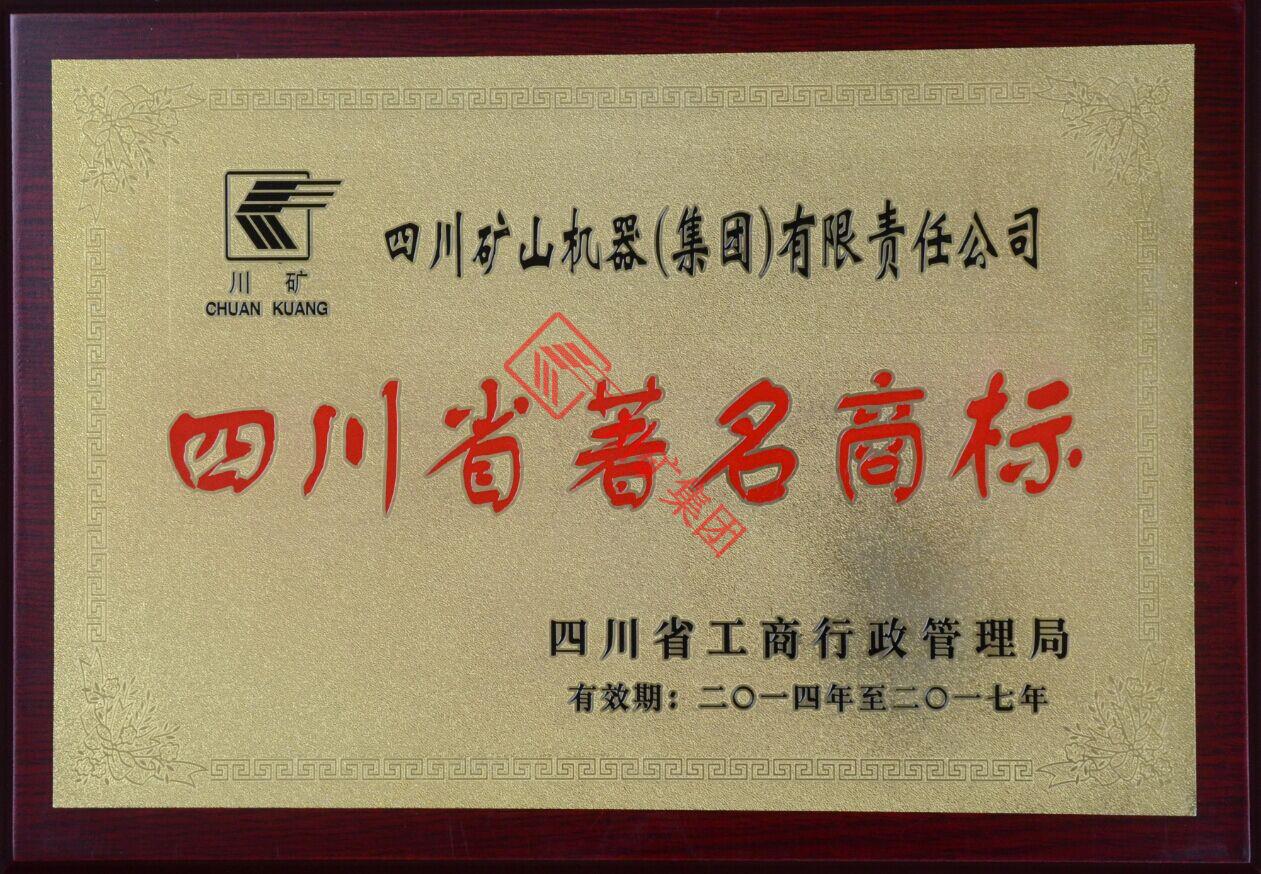 四川矿山机器(集团)有限责任公司
川 矿
CHUAN KUANG
四川省著名商标
集团
四川省工商行政管理局
有效期：二〇一四年至二〇一七年